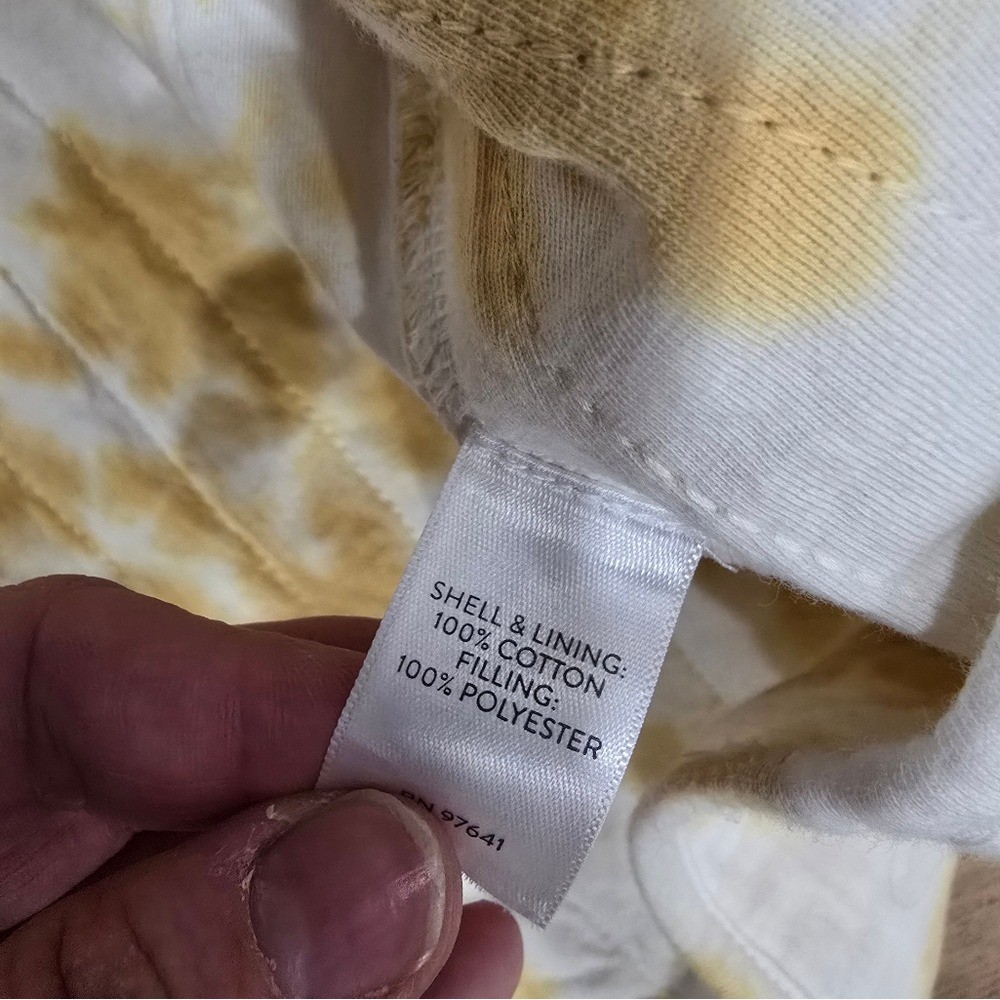 SHELL & LINING:
100% COTTON
FILLING:
100% POLYESTER
RN 97641